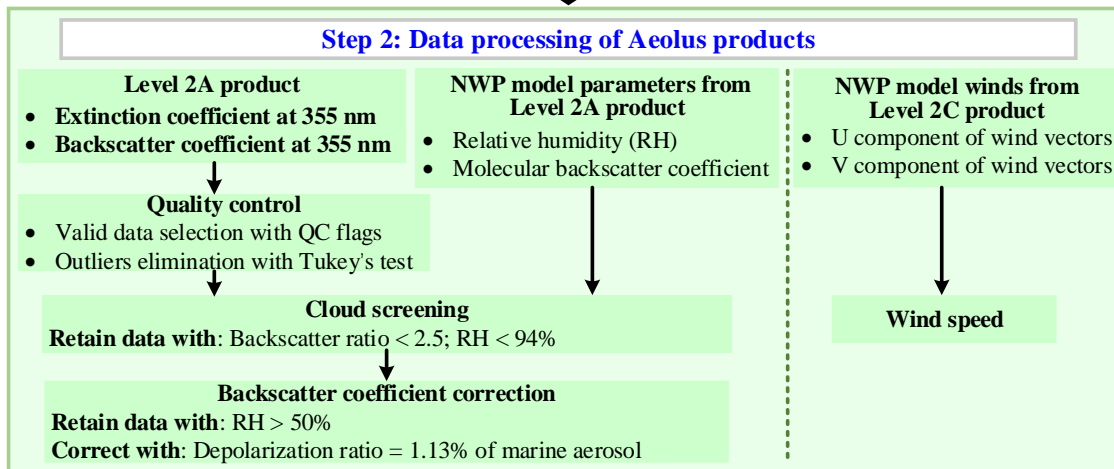 Step 2: Data processing of Aeolus products
Level 2A product
• Extinction coefficient at 355 nm
• Backscatter coefficient at 355 nm
NWP model parameters from
Level 2A product
• Relative humidity (RH)
• Molecular backscatter coefficient
NWP model winds from
Level 2C product
• U component of wind vectors
• V component of wind vectors
Quality control
• Valid data selection with QC flags
• Outliers elimination with Tukey's test
Cloud screening
Retain data with: Backscatter ratio < 2.5; RH < 94%
Wind speed
Backscatter coefficient correction
Retain data with: RH > 50%
Correct with: Depolarization ratio = 1.13% of marine aerosol